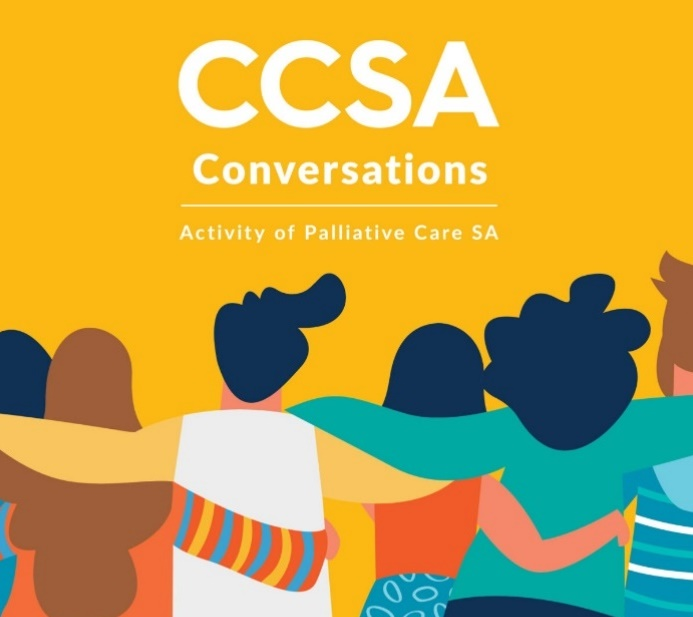 CCSA
Conversations
Activity of Palliative Care SA